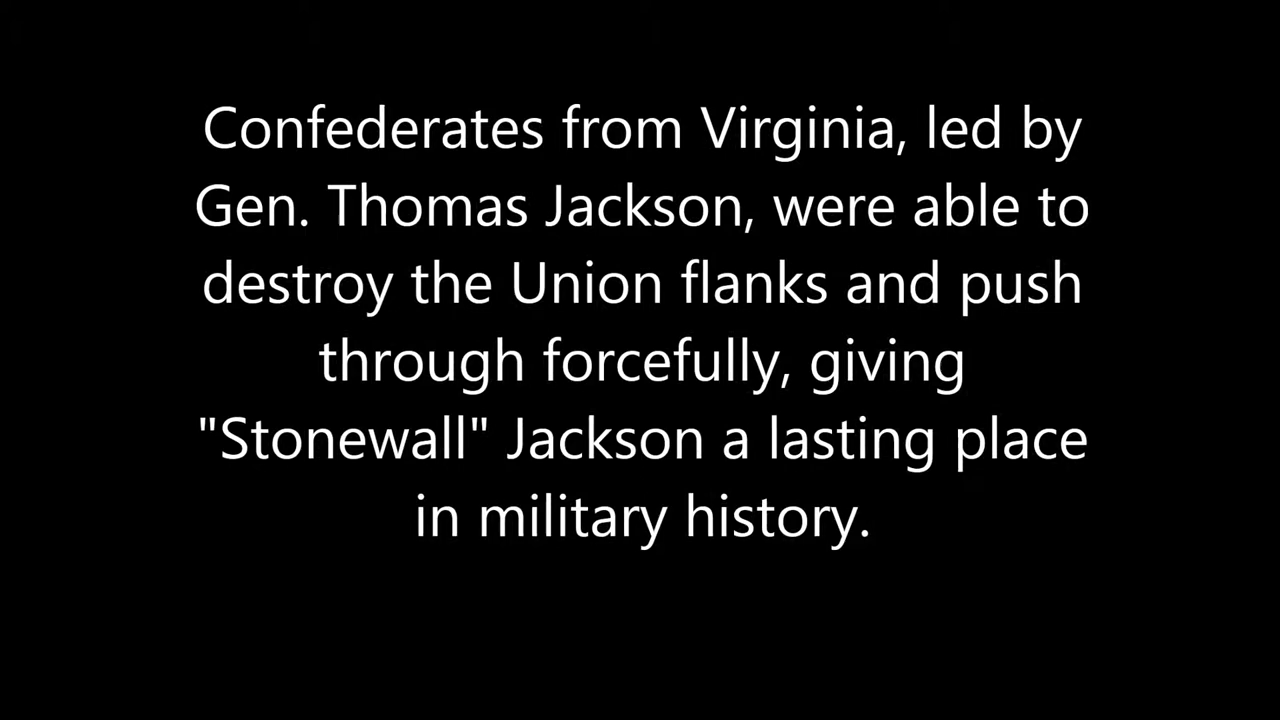 Confederates from Virginia, led by
Gen. Thomas Jackson, were able to
destroy the Union flanks and push
through forcefully, giving
"Stonewall" Jackson a lasting place
in military history.